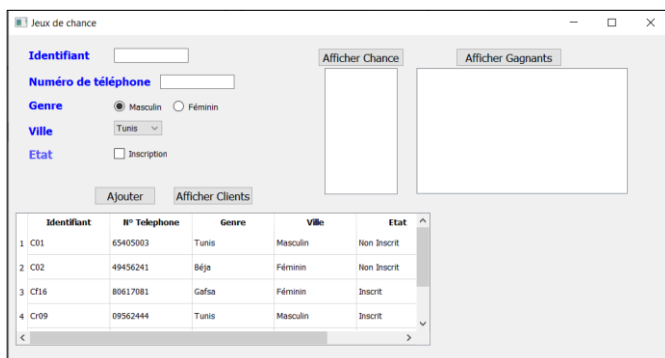 Jeux de chance
Identifiant
Numéro de téléphone
Genre Masculin Féminin
Ville Tunis
Etat Inscription
Ajouter Afficher Clients
Afficher Chance Afficher Gagnants
Identifiant Nº Telephone Genre Ville Etat
1 C01 65405003 Tunis Masculin Non Inscrit
2 C02 49456241 Béja Féminin Non Inscrit
3 Cf16 80617081 Gafsa Féminin Inscrit
4 Cr09 09562444 Tunis Masculin Inscrit